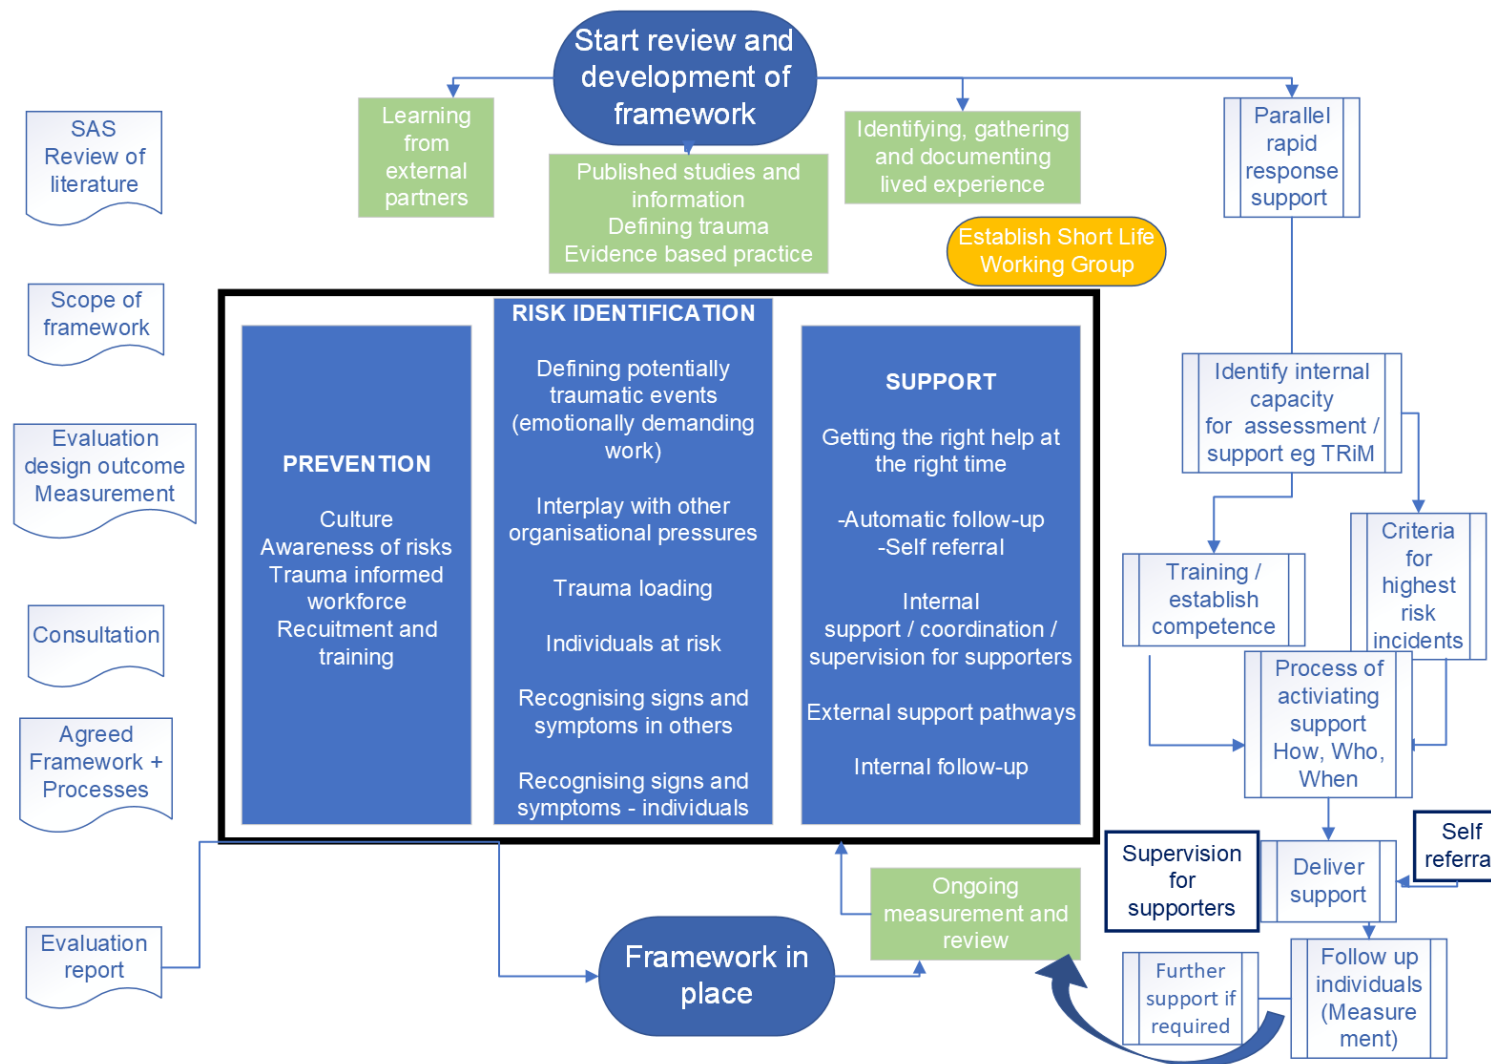 Start review and
development of
framework
SAS
Review of
literature
Learning
from
external
partners
Published studies and
information
Defining trauma
Evidence based practice
Identifying, gathering
and documenting
lived experience
Parallel
rapid
response
support
Establish Short Life
Working Group
Scope of
framework
Evaluation
design outcome
Measurement
Consultation
Agreed
Framework +
Processes
Evaluation
report
PREVENTION
Culture
Awareness of risks
Trauma informed
workforce
Recuitment and
training
RISK IDENTIFICATION
Defining potentially
traumatic events
(emotionally demanding
work)
Interplay with other
organisational pressures
Trauma loading
Individuals at risk
Recognising signs and
symptoms in others
Recognising signs and
symptoms - individuals
SUPPORT
Getting the right help at
the right time
-Automatic follow-up
-Self referral
Internal
support / coordination /
supervision for supporters
External support pathways
Internal follow-up
Identify internal
capacity
for assessment /
support eg TRiM
Training /
establish
competence
Criteria
for
highest
risk
incidents
Process of
activiating
support
How, Who,
When
Supervision
for
supporters
Deliver
support
Self
referra
Ongoing
measurement and
review
Framework in
place
Further
support if
required
Follow up
individuals
(Measure
ment)